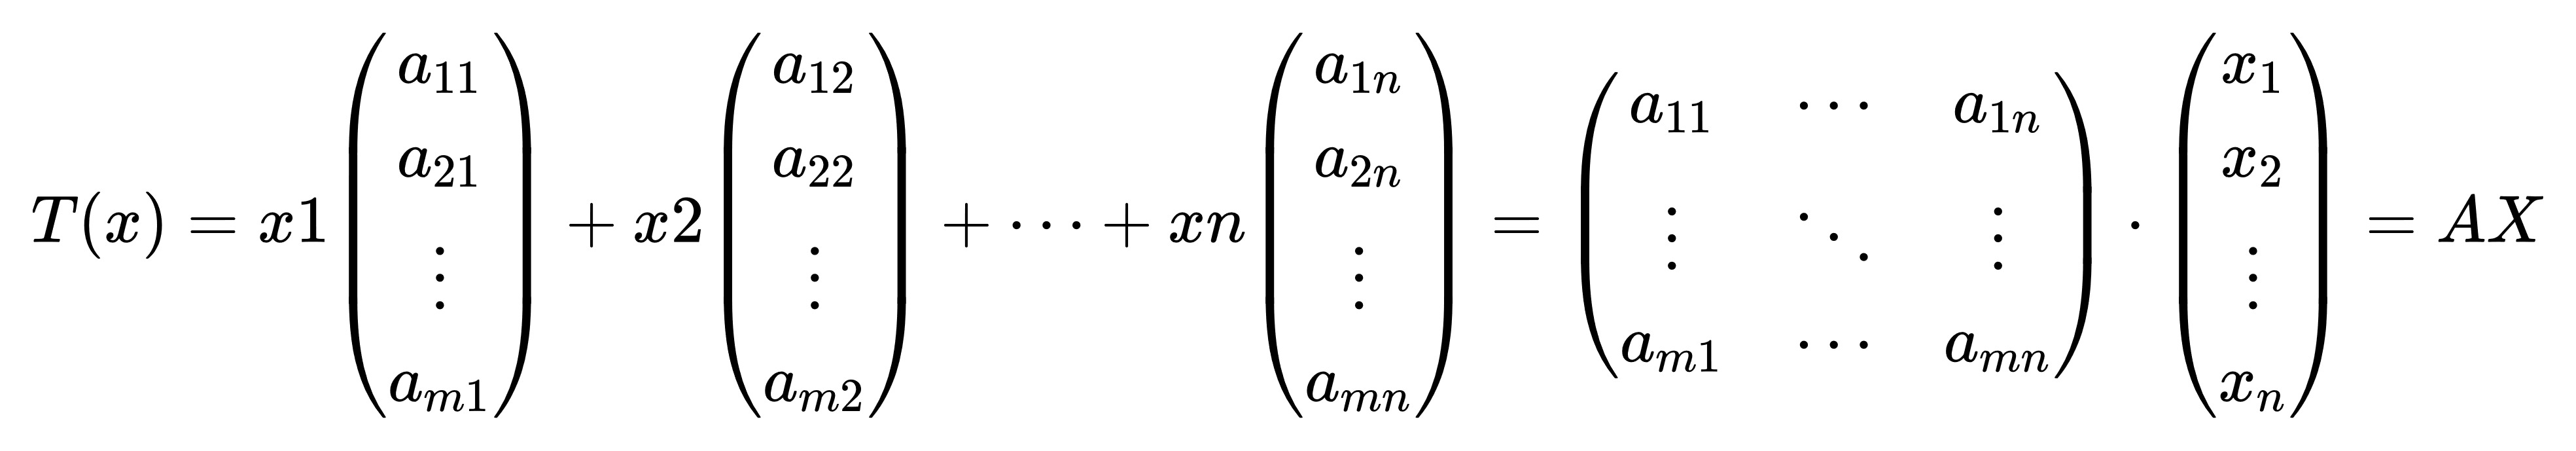 T(x) = x1 \begin{pmatrix} a_{11} \\ a_{21} \\ \vdots \\ a_{m1} \end{pmatrix} + x2 \begin{pmatrix} a_{12} \\ a_{22} \\ \vdots \\ a_{m2} \end{pmatrix} + \cdots + xn \begin{pmatrix} a_{1n} \\ a_{2n} \\ \vdots \\ a_{mn} \end{pmatrix} = \begin{pmatrix} a_{11} & \cdots & a_{1n} \\ \vdots & \ddots & \vdots \\ a_{m1} & \cdots & a_{mn} \end{pmatrix} \cdot \begin{pmatrix} x_1 \\ x_2 \\ \vdots \\ x_n \end{pmatrix} = AX